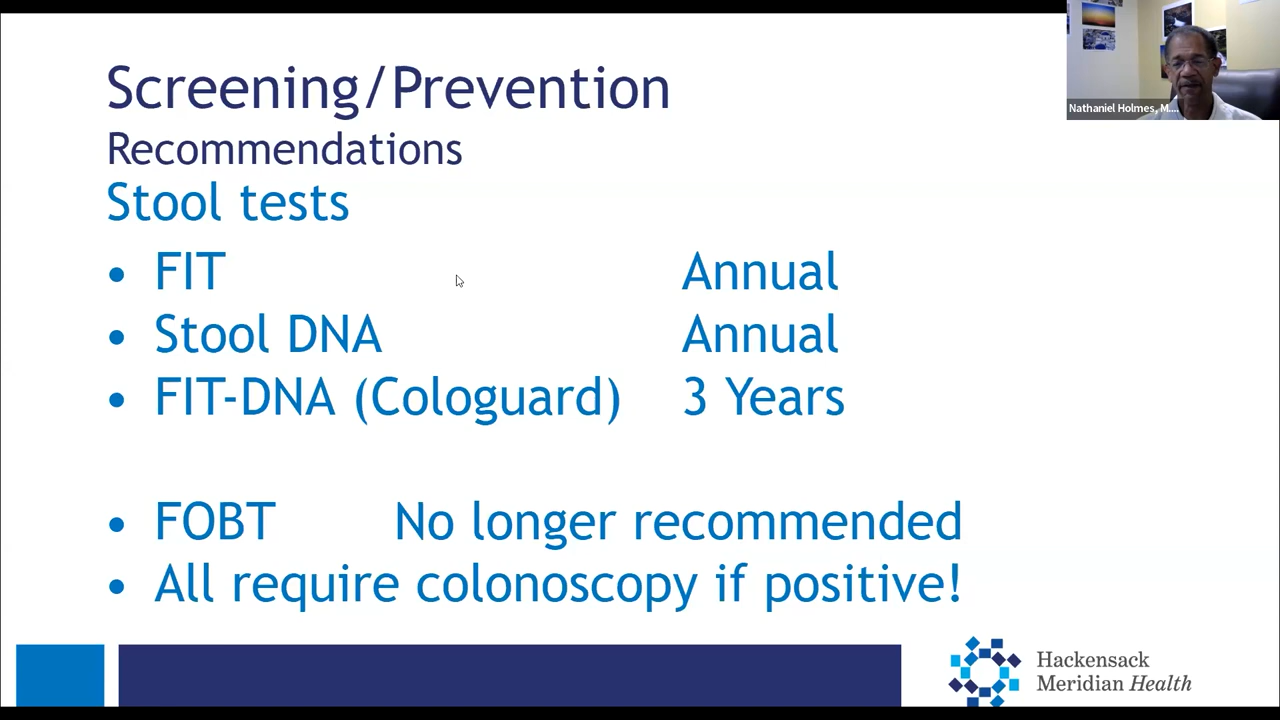 Screening/Prevention
Recommendations
Stool tests
• FIT Annual
• Stool DNA Annual
• FIT-DNA (Cologuard) 3 Years
• FOBT No longer recommended
• All require colonoscopy if positive!
Nathaniel Holmes, M....
Hackensack
Meridian Health